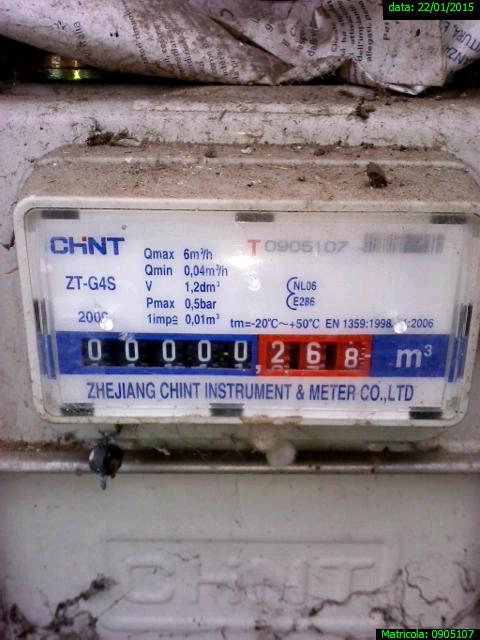 data: 22/01/2015
CHNT
T 0905107
ZT-G4S
Qmax 6m³/h
Qmin 0,04m³/h
V 1,2dm³
Pmax 0,5bar
1imp≙ 0,01m³
NL06
E286
tm=-20°C~+50°C EN 1359:1998
:2006
00000,268 m³
ZHEJIANG CHINT INSTRUMENT & METER CO.,LTD
CHNT
Matricola: 0905107